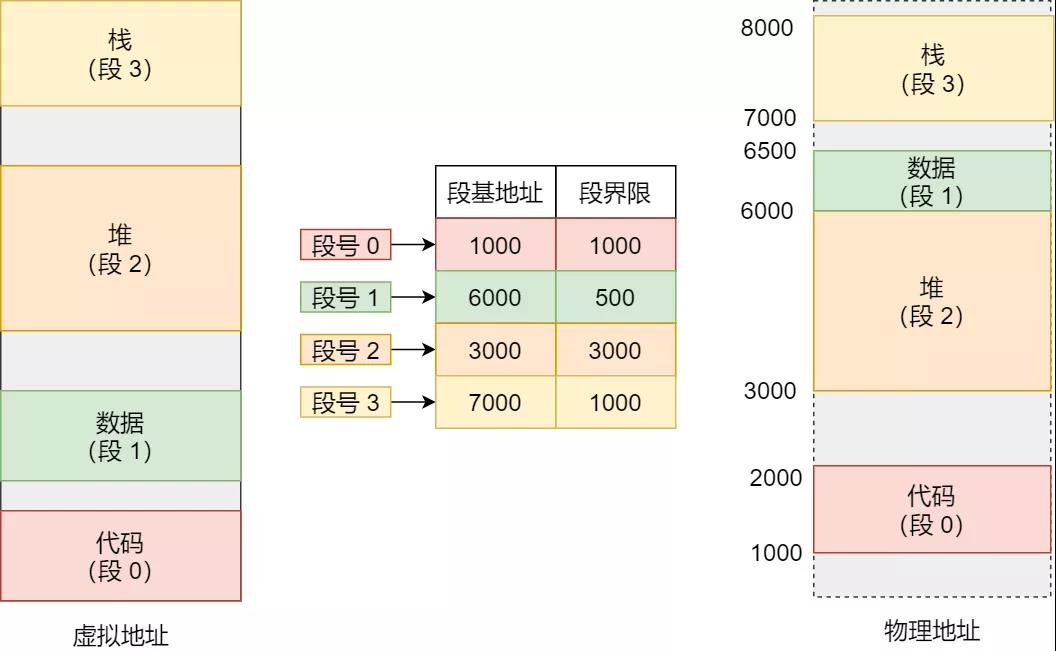 栈
(段 3)
堆
(段 2)
数据
(段 1)
代码
(段 0)
虚拟地址
段基地址 段界限
段号 0 1000 1000
段号 1 6000 500
段号 2 3000 3000
段号 3 7000 1000
8000
栈
(段 3)
7000
6500
数据
(段 1)
6000
堆
(段 2)
3000
2000
代码
(段 0)
1000
物理地址